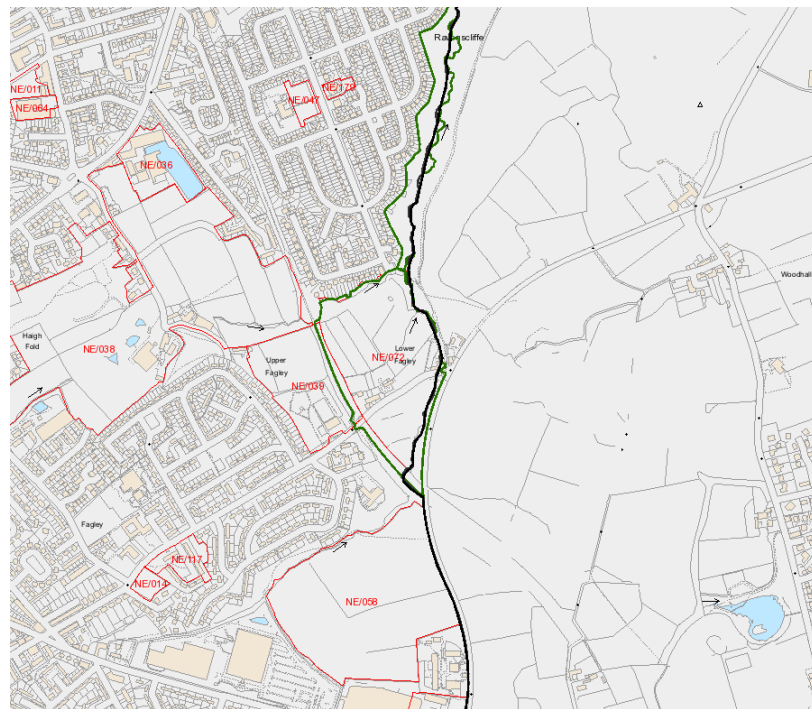 Ravenscliffe
NE/011
NE/064
NE/047
NE/179
NE/036
Woodhall
Haigh
Fold
NE/038
Upper
Fagley
NE/039
NE/072
Lower
Fagley
Fagley
NE/117
NE/014
NE/058